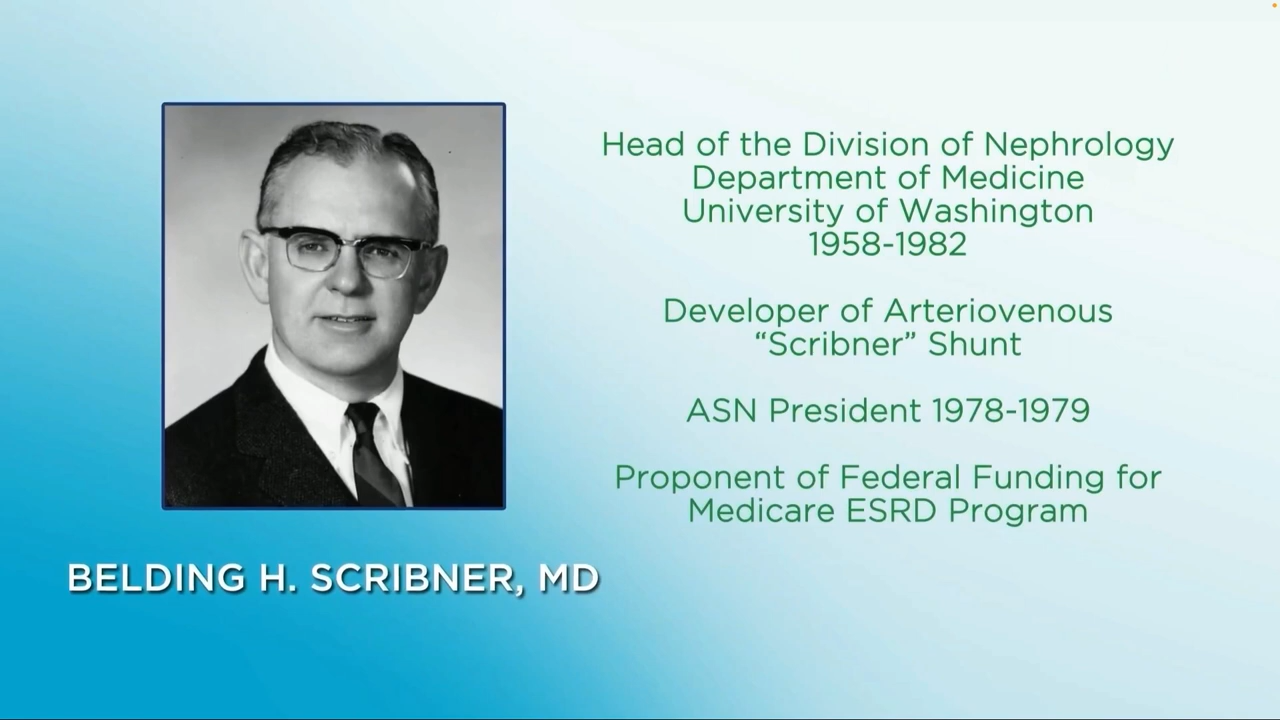 Head of the Division of Nephrology
Department of Medicine
University of Washington
1958-1982
Developer of Arteriovenous
“Scribner” Shunt
ASN President 1978-1979
Proponent of Federal Funding for
Medicare ESRD Program
BELDING H. SCRIBNER, MD